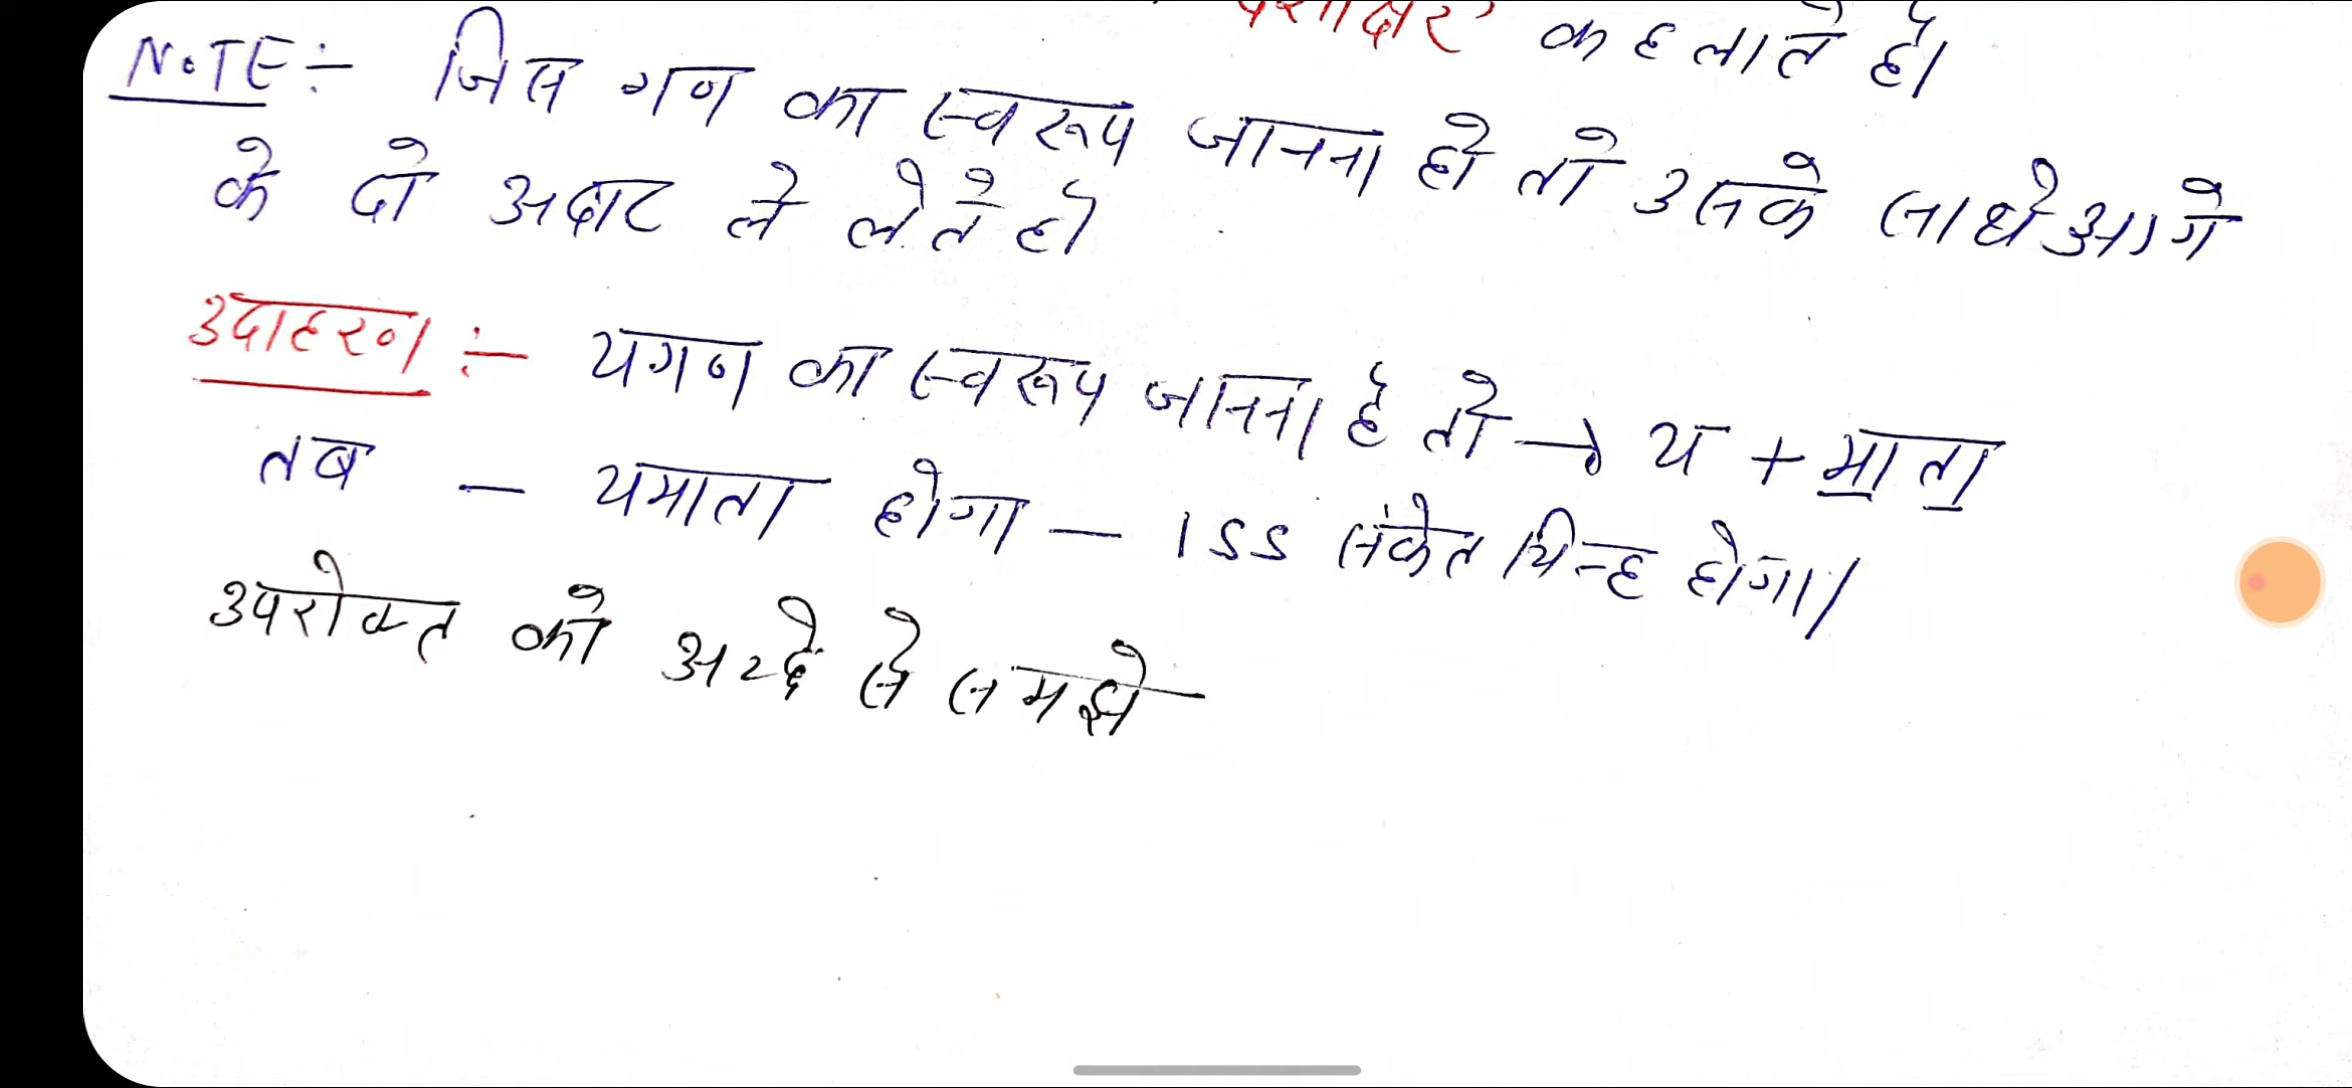 कहलाते है।
NOTE :- जिस गण का स्वरूप जानना हो तो उसके साथ आगे
के दो अक्षर ले लेते हो
उदाहरण :- यगण का स्वरूप जानना है तो → य + माता
तब - यमाता होगा - ISS संकेत चिन्ह होगा।
उपरोक्त को अच्छे से समझे